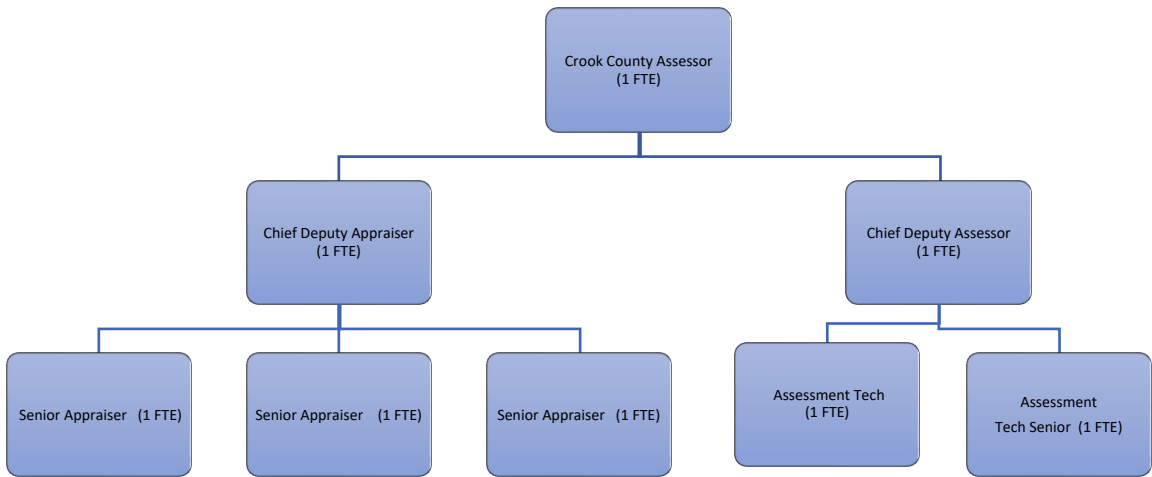 Crook County Assessor
(1 FTE)
Chief Deputy Appraiser
(1 FTE)
Chief Deputy Assessor
(1 FTE)
Senior Appraiser (1 FTE)
Senior Appraiser (1 FTE)
Senior Appraiser (1 FTE)
Assessment Tech
(1 FTE)
Assessment
Tech Senior (1 FTE)